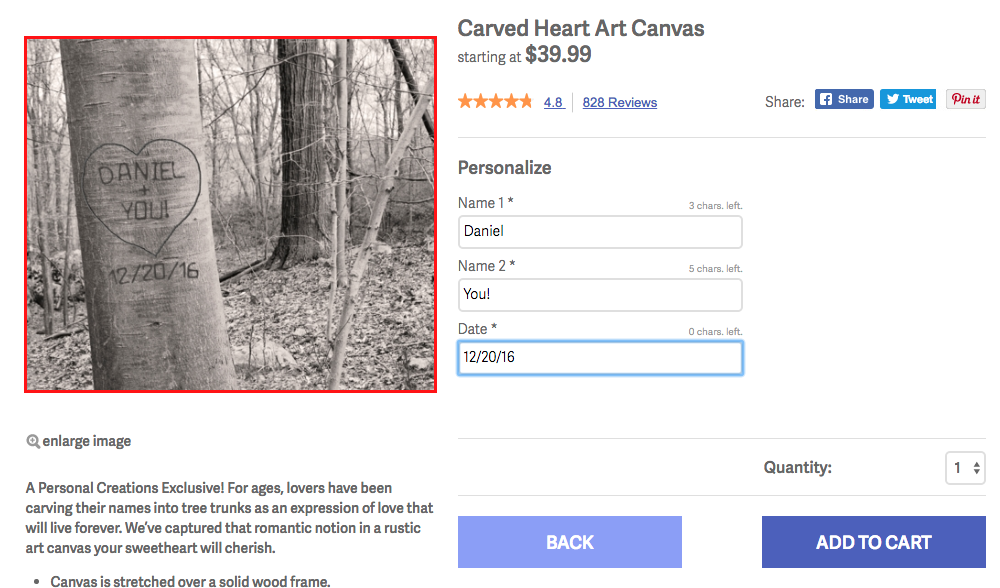 Carved Heart Art Canvas
starting at $39.99
4.8
828 Reviews
Share:
Share
Tweet
Pin it
DANIEL
+
YOU!
12/20/16
Personalize
Name 1 *
3 chars. left.
Daniel
Name 2 *
5 chars. left.
You!
Date *
0 chars. left.
12/20/16
enlarge image
A Personal Creations Exclusive! For ages, lovers have been
carving their names into tree trunks as an expression of love that
will live forever. We've captured that romantic notion in a rustic
art canvas your sweetheart will cherish.
• Canvas is stretched over a solid wood frame.
Quantity:
1
BACK
ADD TO CART